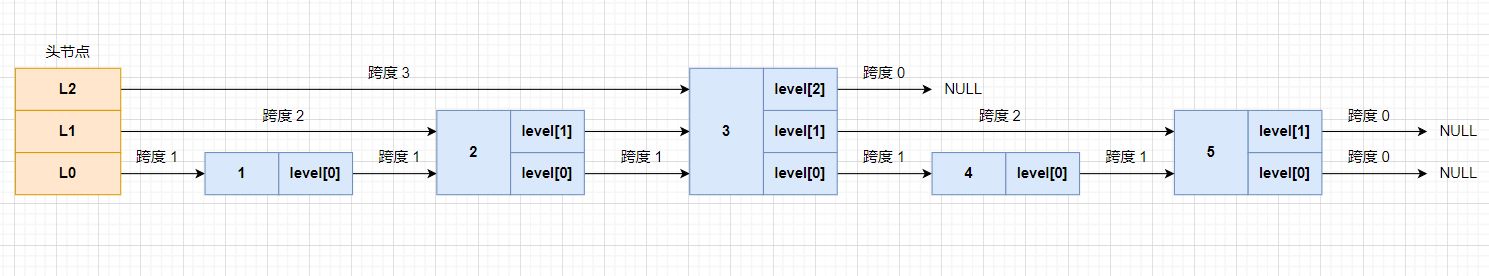 头节点
L2
跨度 3
level[2]
跨度 0
NULL
L1
跨度 2
level[1]
3
level[1]
跨度 2
level[1]
跨度 0
NULL
L0
跨度 1
1
level[0]
跨度 1
2
level[0]
跨度 1
level[0]
跨度 1
4
level[0]
跨度 1
5
level[0]
跨度 0
NULL